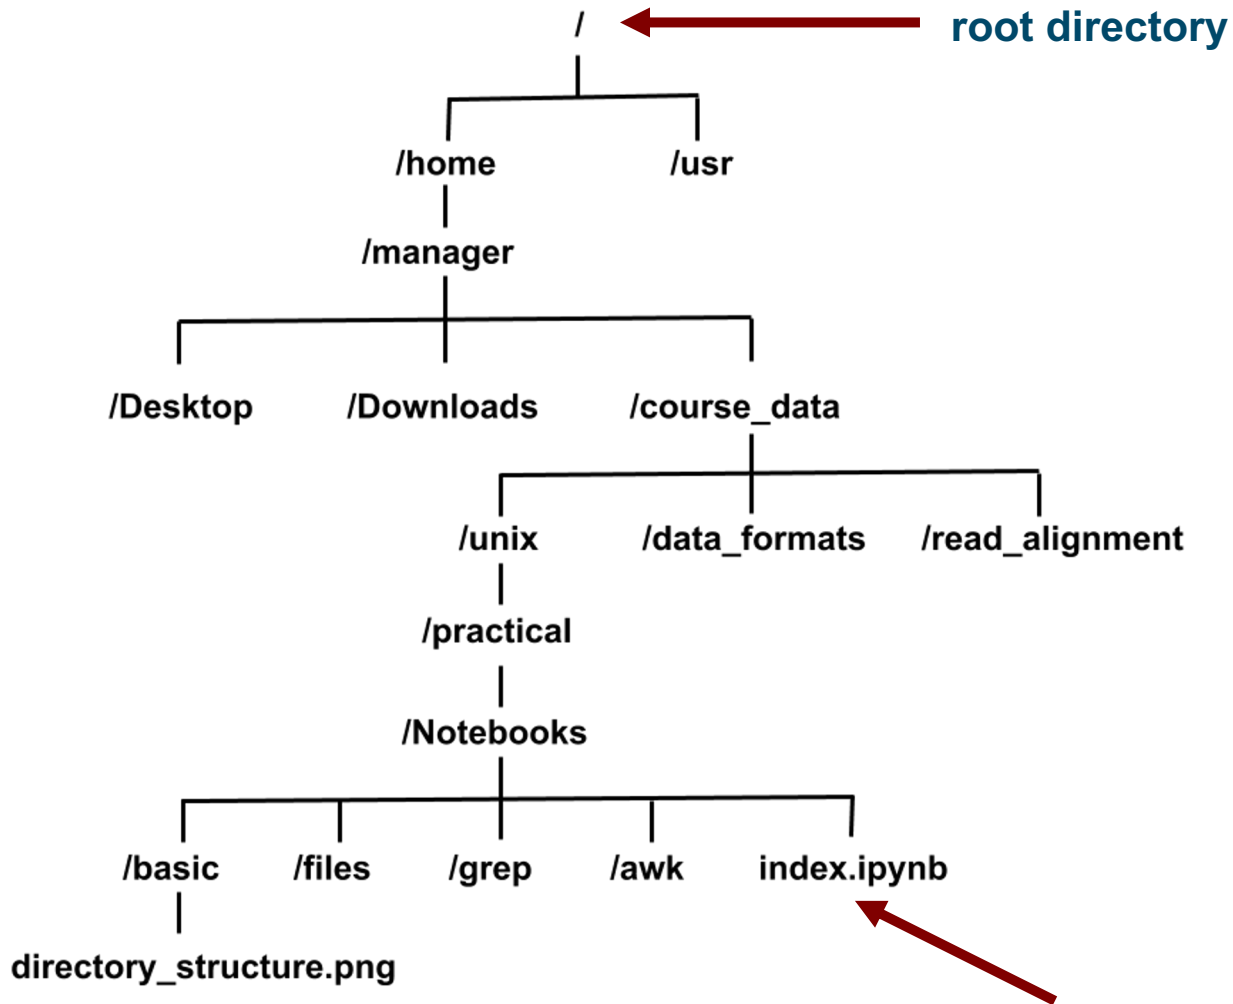 / root directory
/home /usr
/manager
/Desktop /Downloads /course_data
/unix /data_formats /read_alignment
/practical
/Notebooks
/basic /files /grep /awk index.ipynb
directory_structure.png